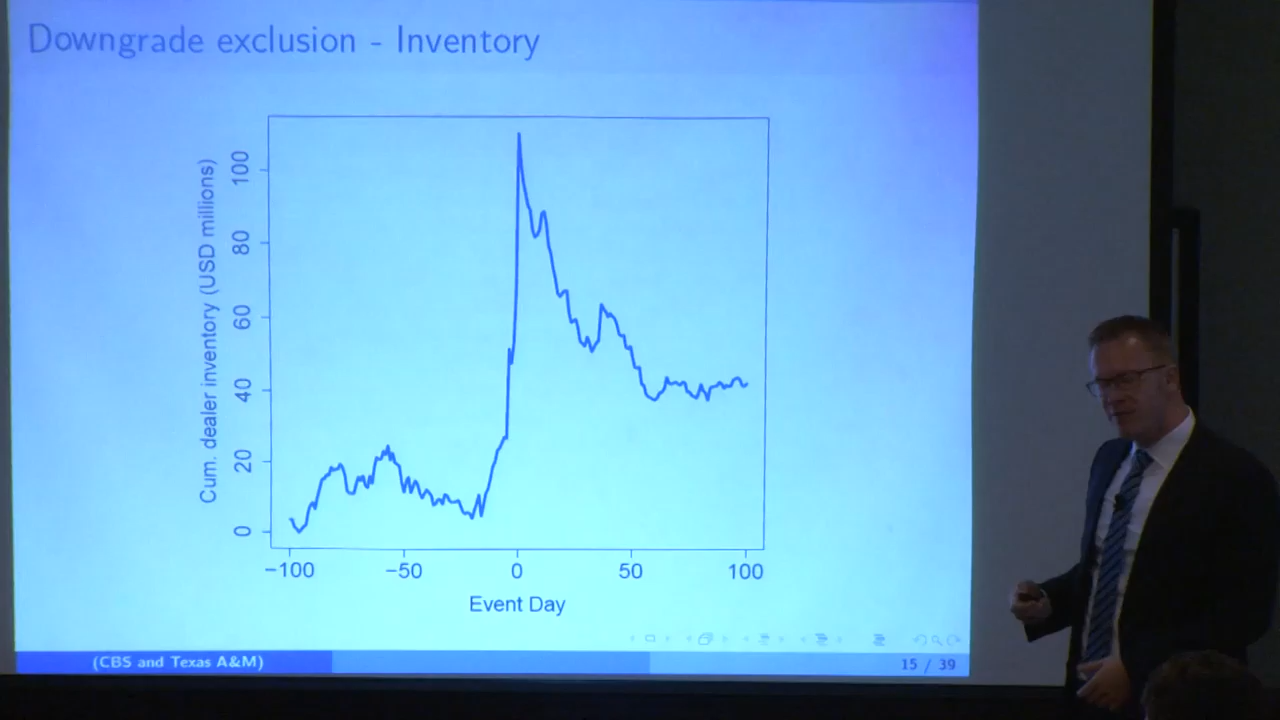 Downgrade exclusion - Inventory
Cum. dealer inventory (USD millions)
100
80
60
40
20
0
−100
−50
0
50
100
Event Day
(CBS and Texas A&M)
15 / 39